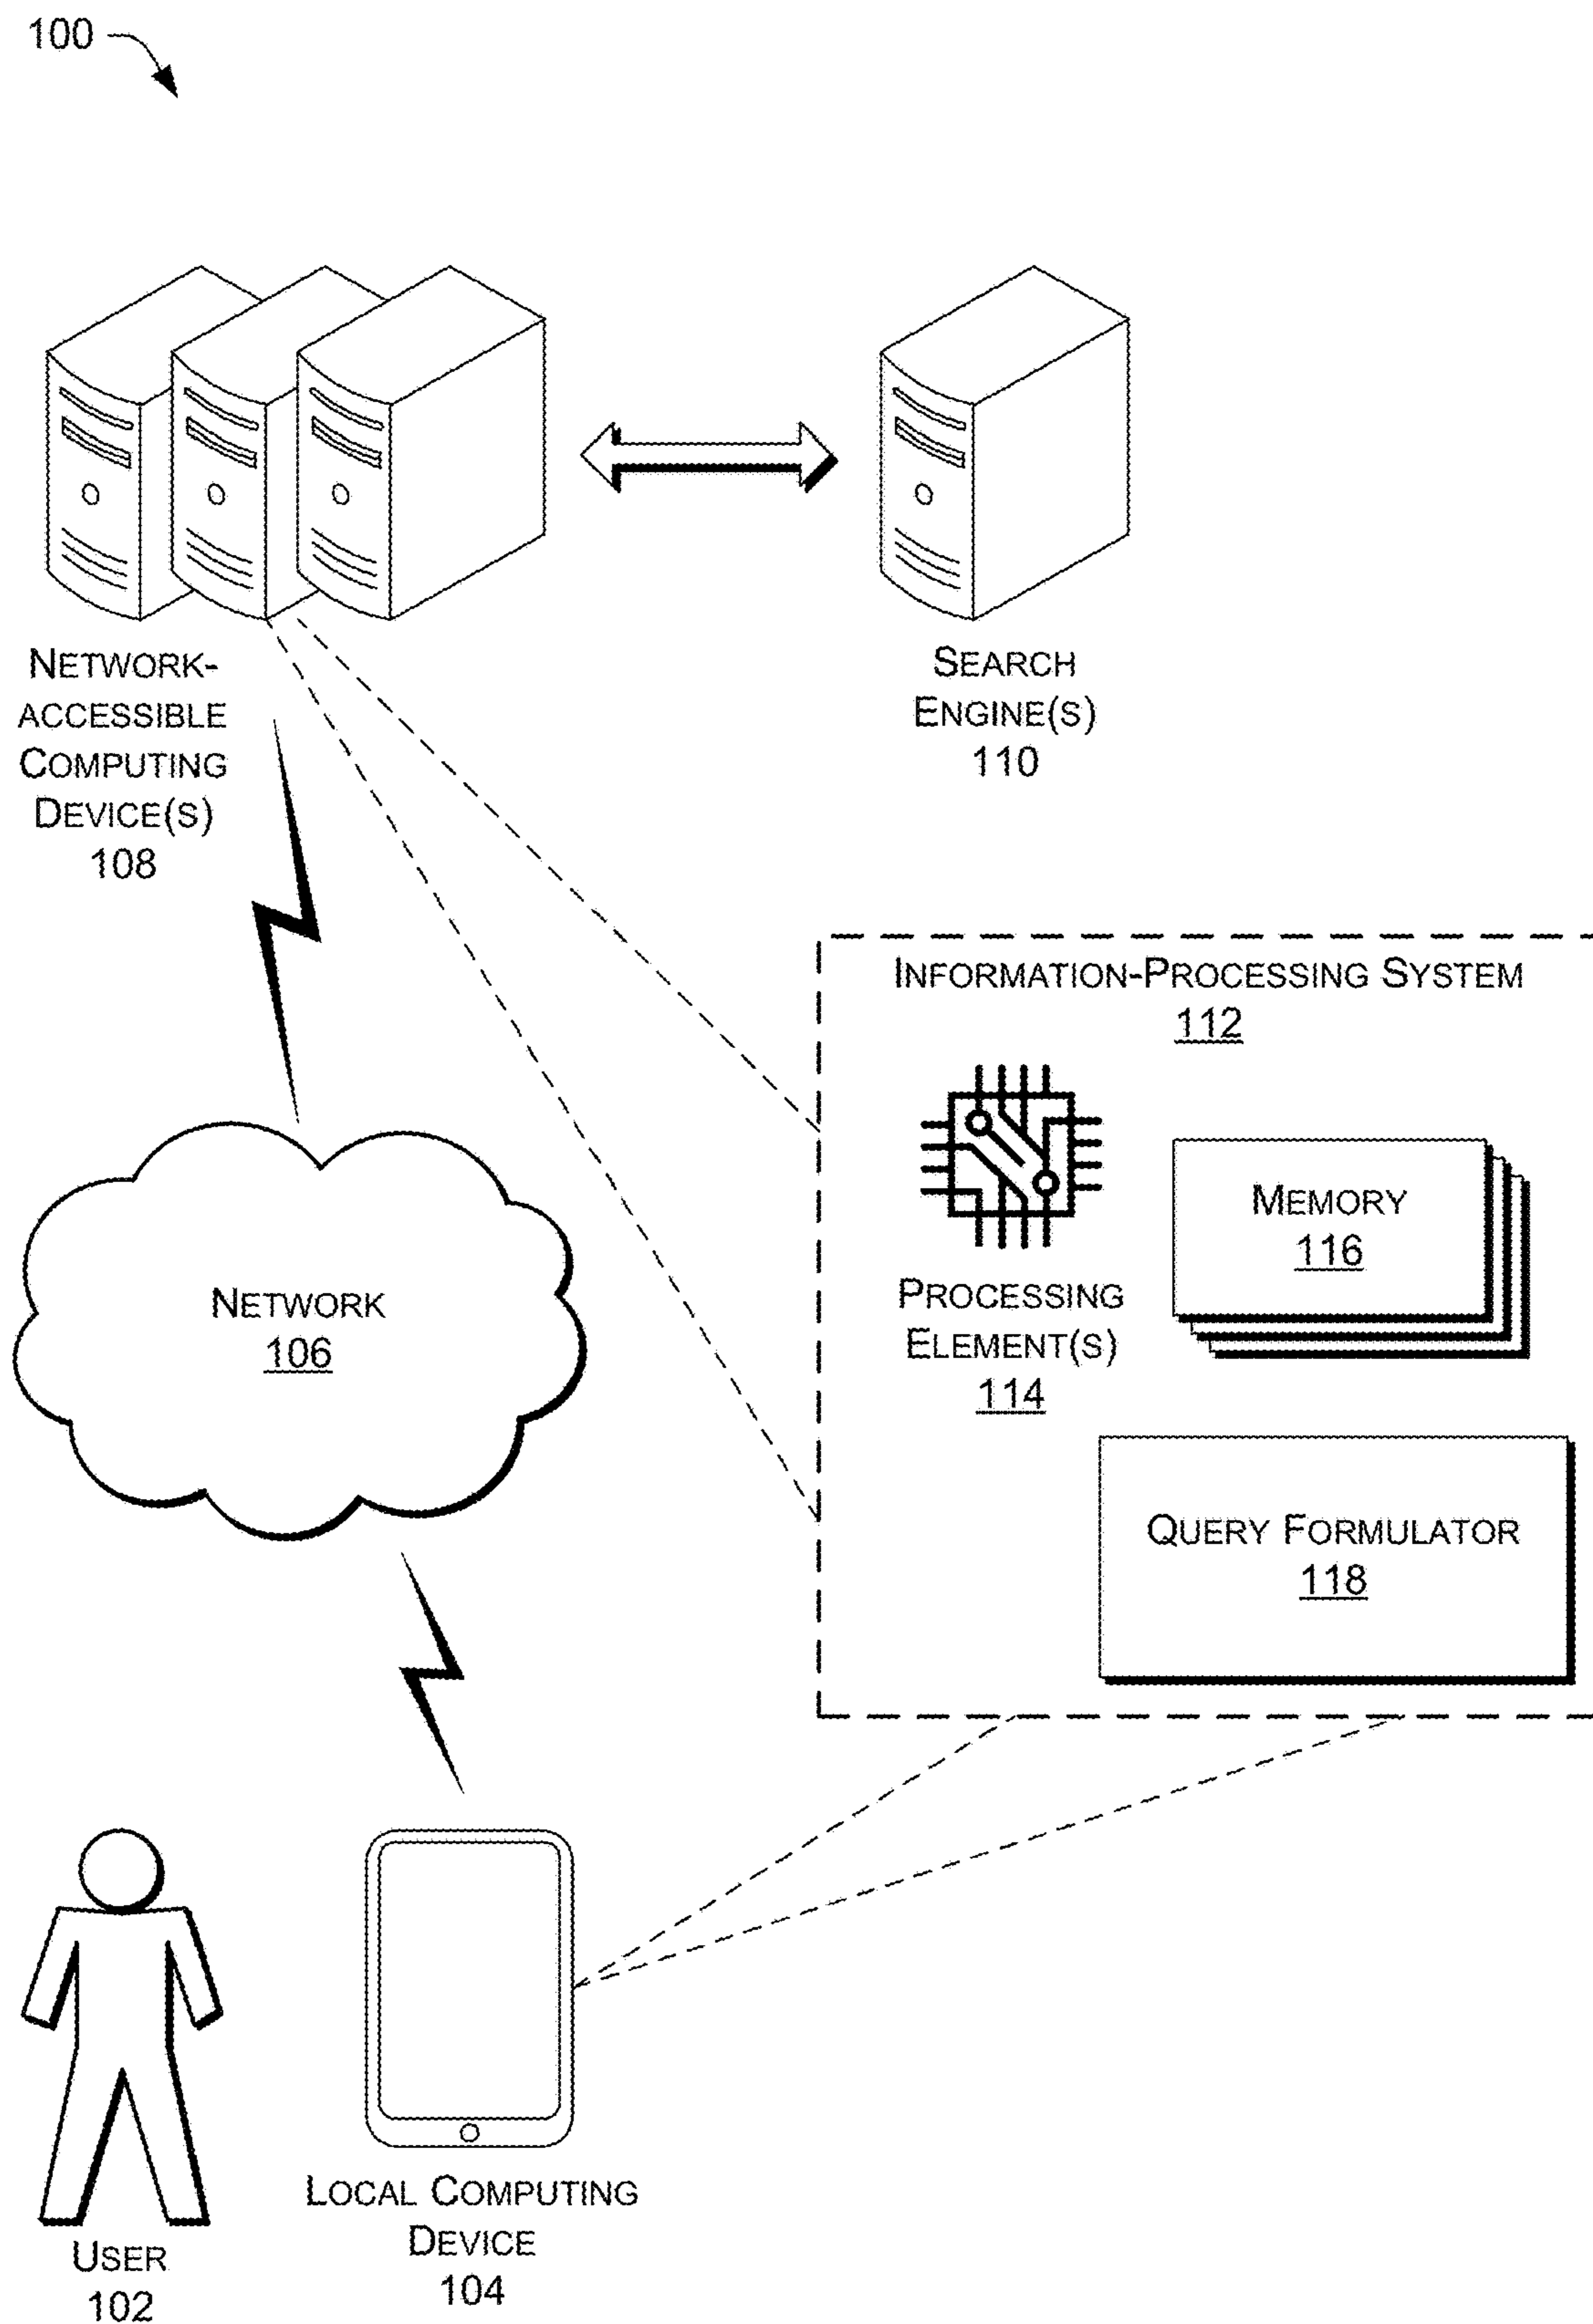 100
NETWORK-
ACCESSIBLE
COMPUTING
DEVICE(S)
108
SEARCH
ENGINE(S)
110
INFORMATION-PROCESSING SYSTEM
112
PROCESSING
ELEMENT(S)
114
MEMORY
116
QUERY FORMULATOR
118
NETWORK
106
USER
102
LOCAL COMPUTING
DEVICE
104